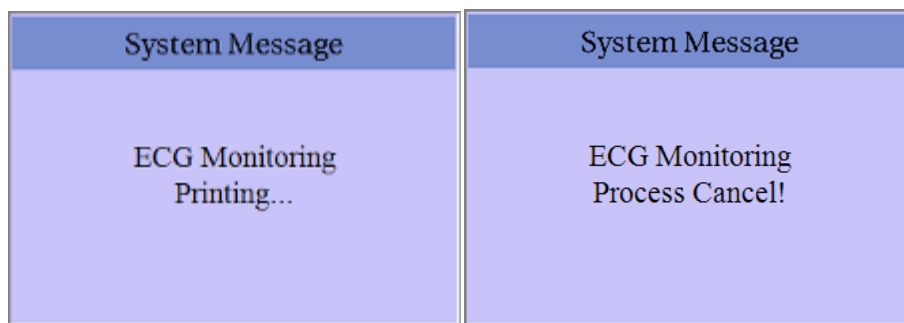 System Message
ECG Monitoring
Printing...
System Message
ECG Monitoring
Process Cancel!